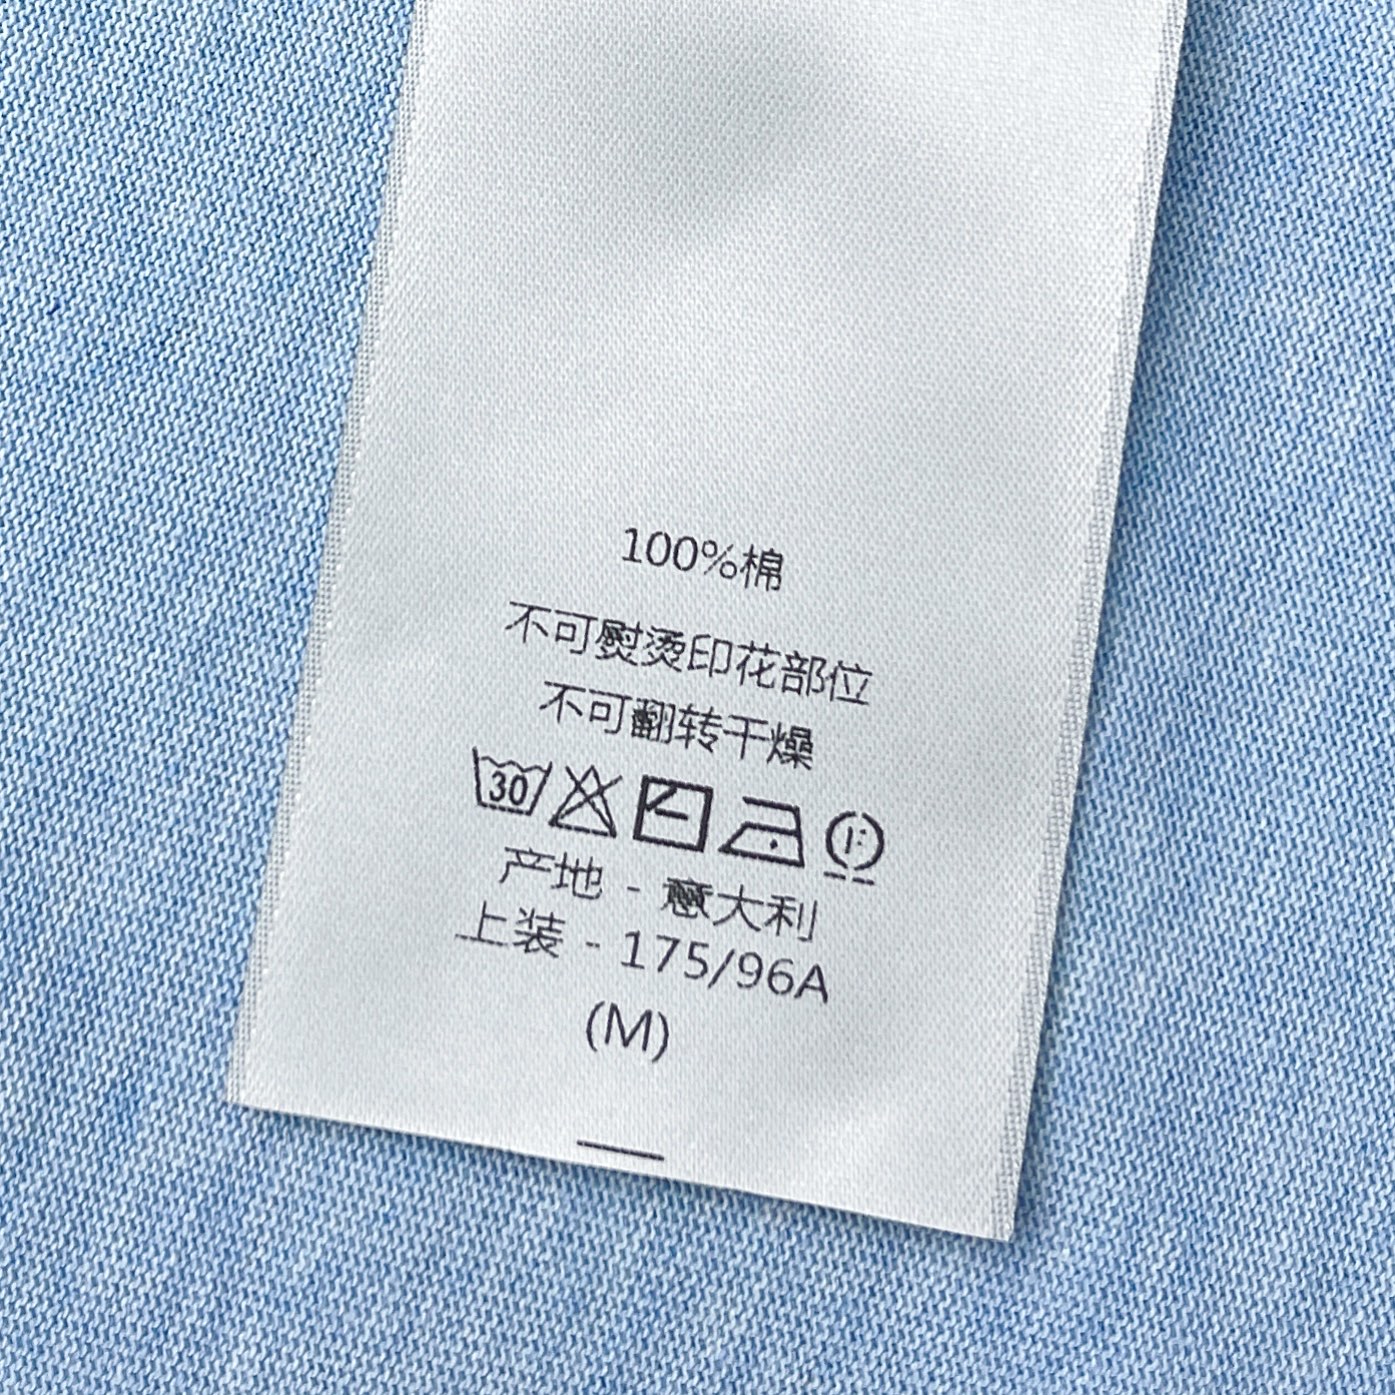 100%棉
不可熨烫印花部位
不可翻转干燥
30
产地 - 意大利
上装 - 175/96A
(M)